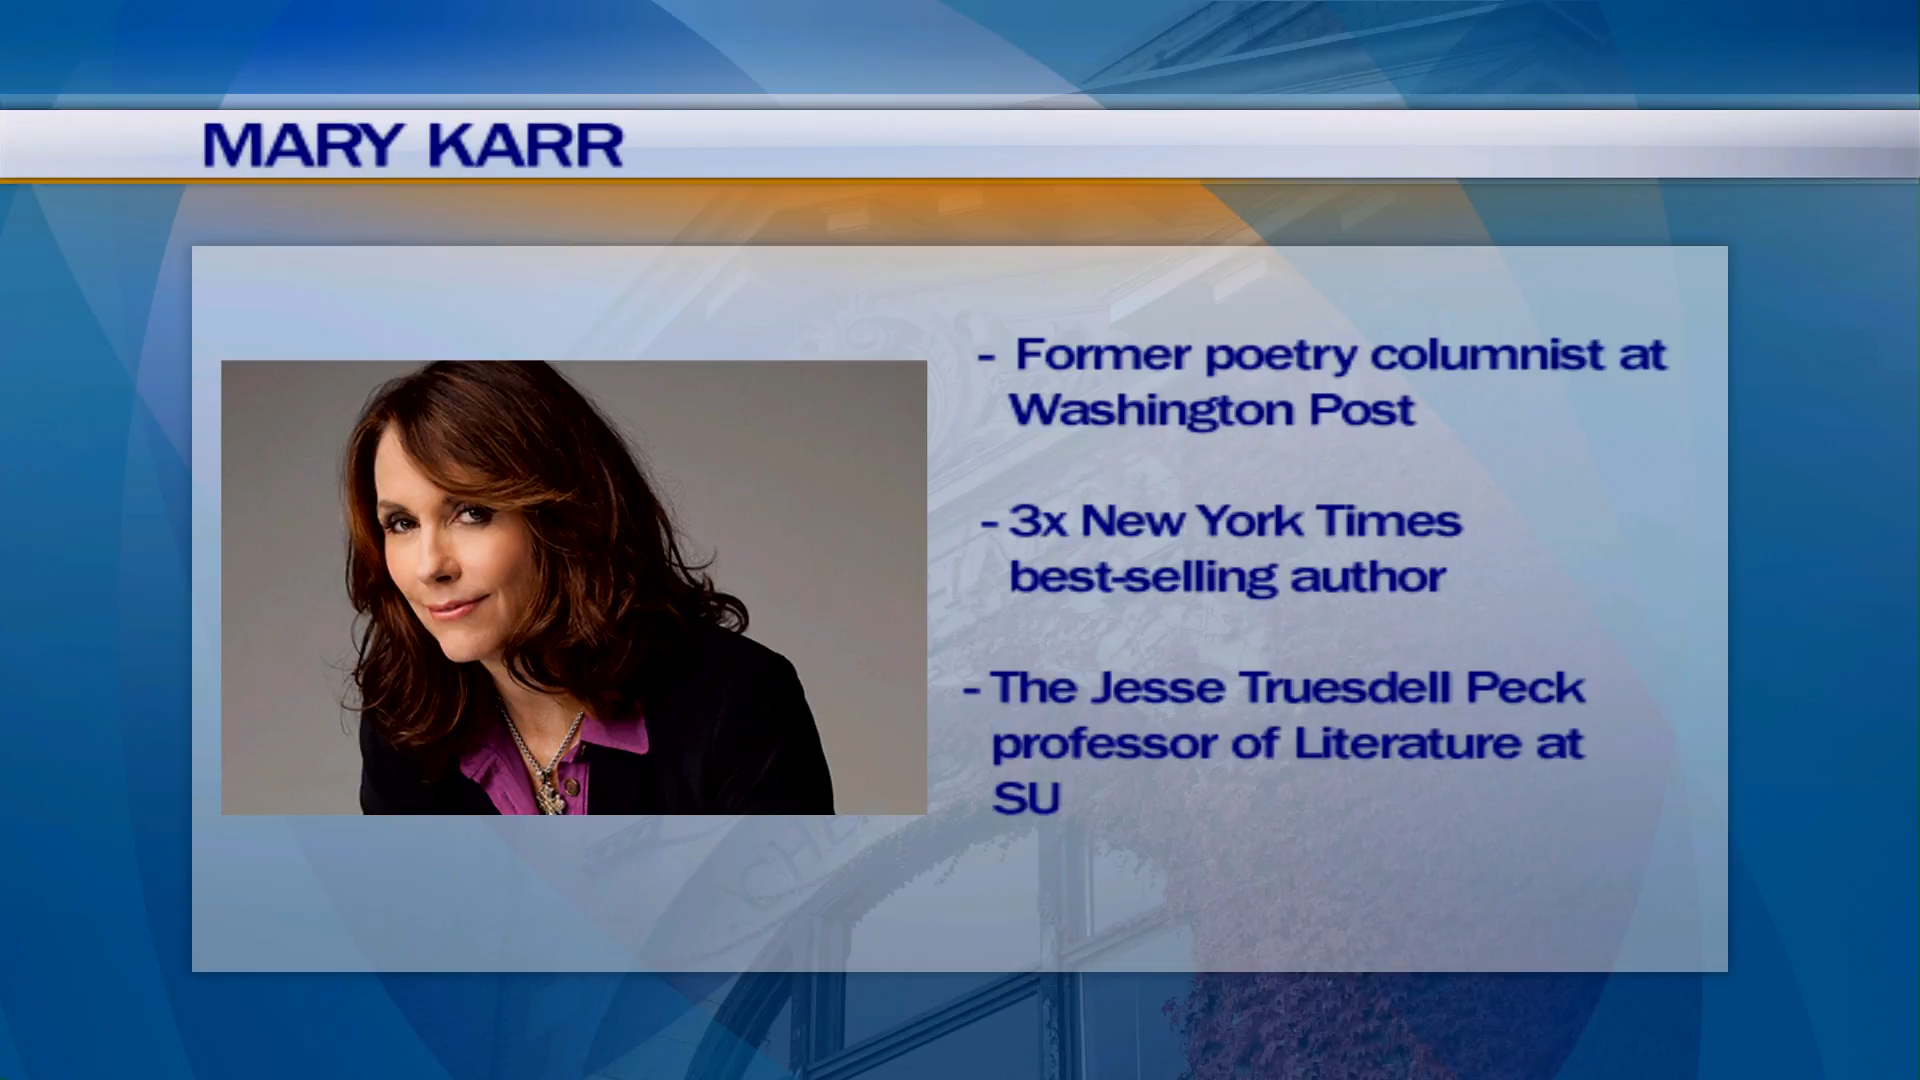 MARY KARR
- Former poetry columnist at
Washington Post
- 3x New York Times
best-selling author
- The Jesse Truesdell Peck
professor of Literature at
SU